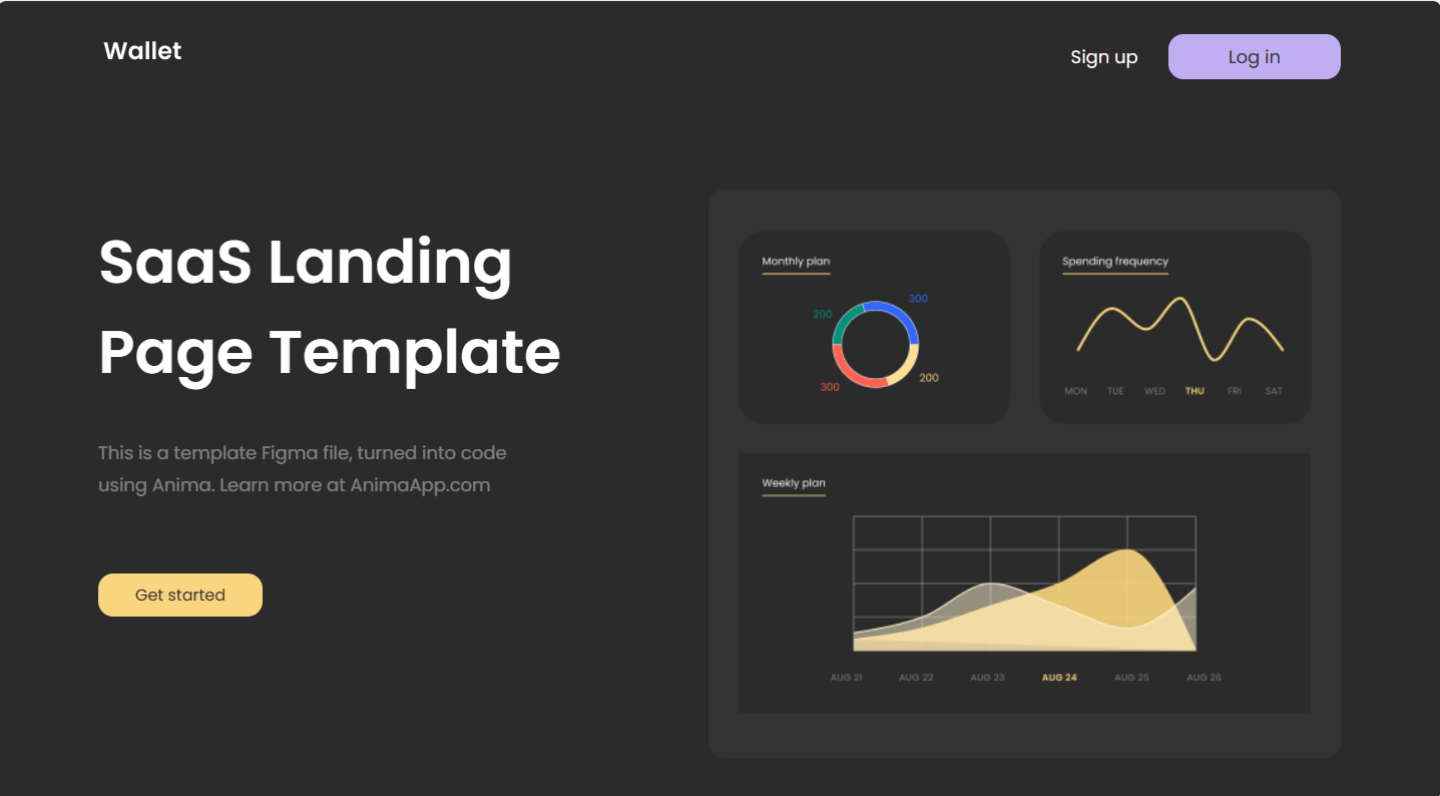 Wallet
Sign up
Log in
SaaS Landing
Page Template
This is a template Figma file, turned into code
using Anima. Learn more at AnimaApp.com
Get started
Monthly plan
300
200
200
300
Spending frequency
MON TUE WED THU FRI SAT
Weekly plan
AUG 21 AUG 22 AUG 23 AUG 24 AUG 25 AUG 26